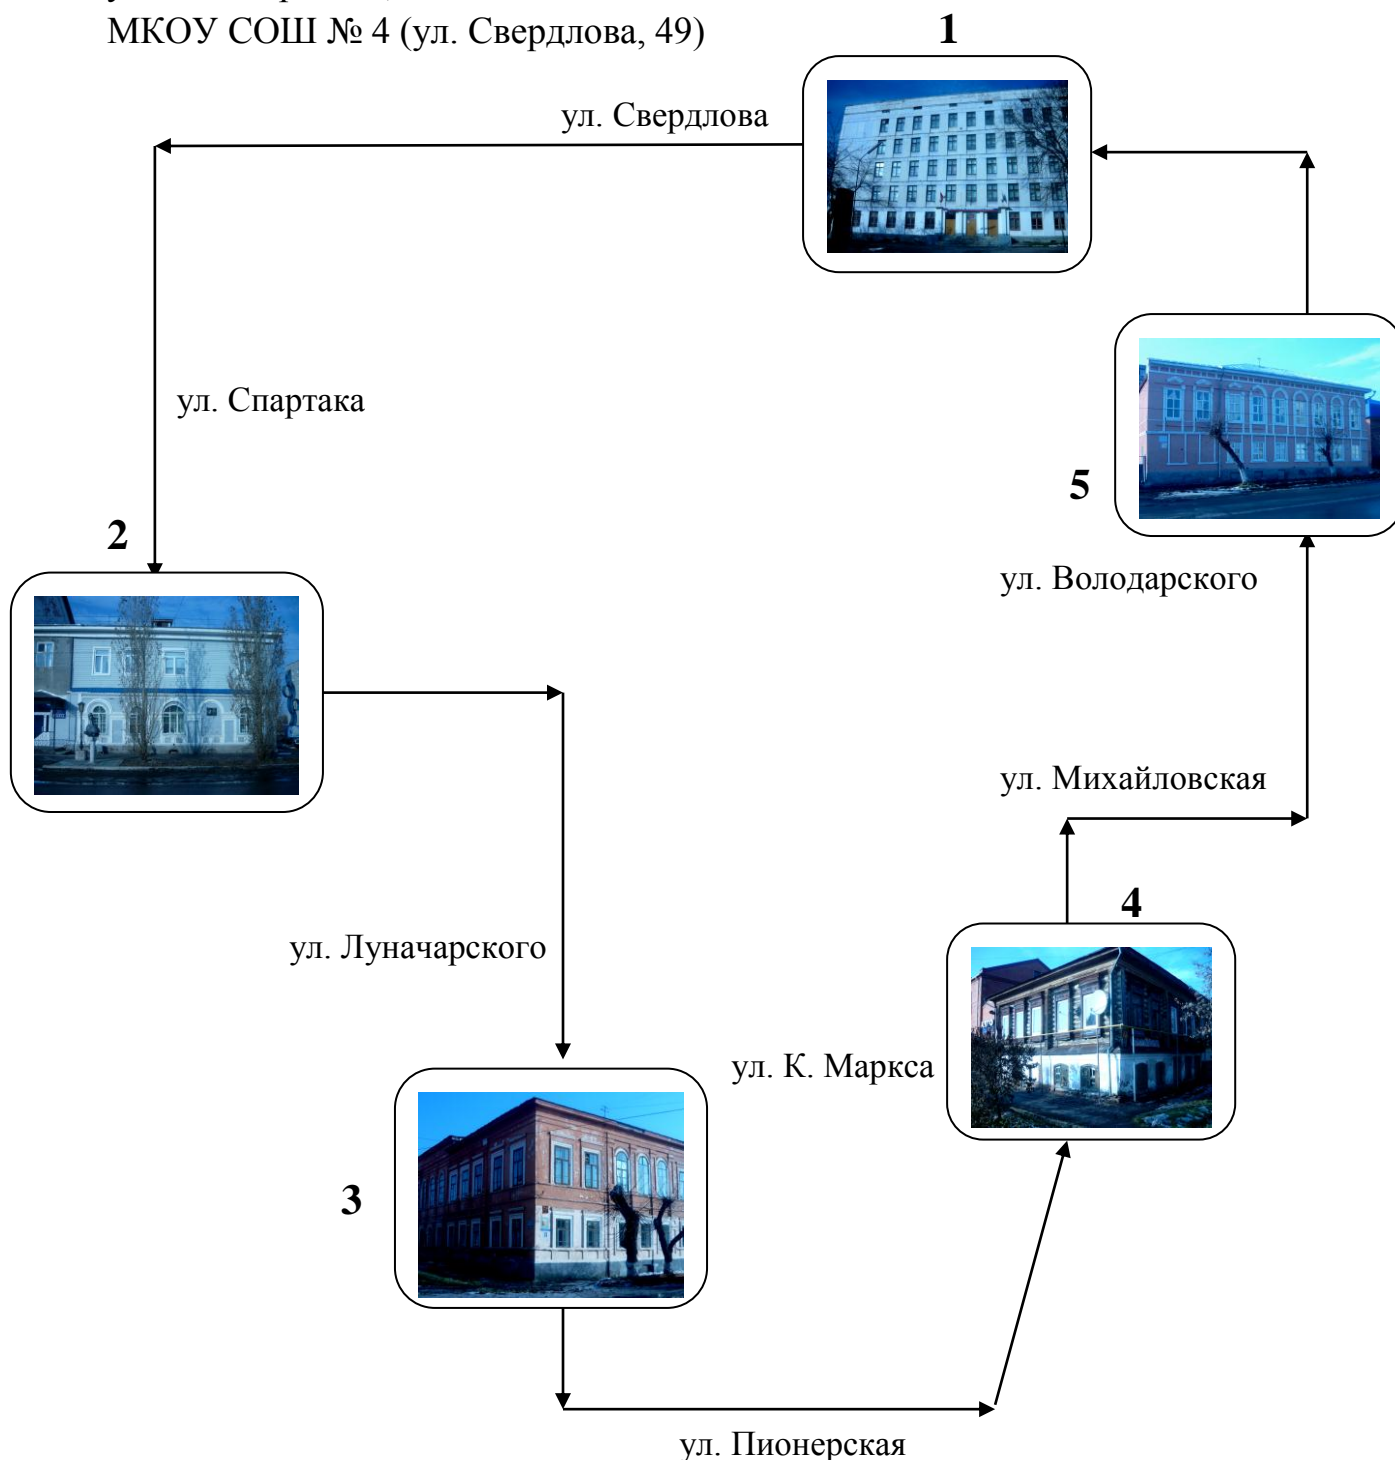 МКОУ СОШ № 4 (ул. Свердлова, 49)
1
ул. Свердлова
ул. Спартака
5
2
ул. Володарского
ул. Михайловская
4
ул. Луначарского
ул. К. Маркса
3
ул. Пионерская